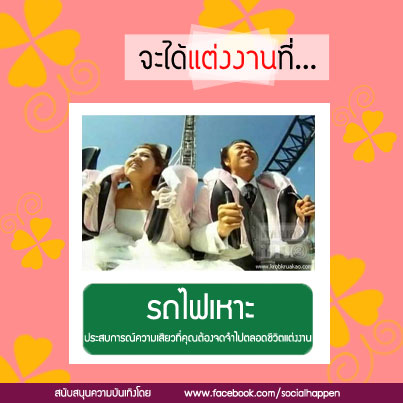 จะได้แต่งงานที่...
www.krobkruakao.com
รถไฟเหาะ
ประสบการณ์ความเสียวที่คุณต้องจดจำไปตลอดชีวิตแต่งงาน
สนับสนุนความบันเทิงโดย www.facebook.com/socialhappen